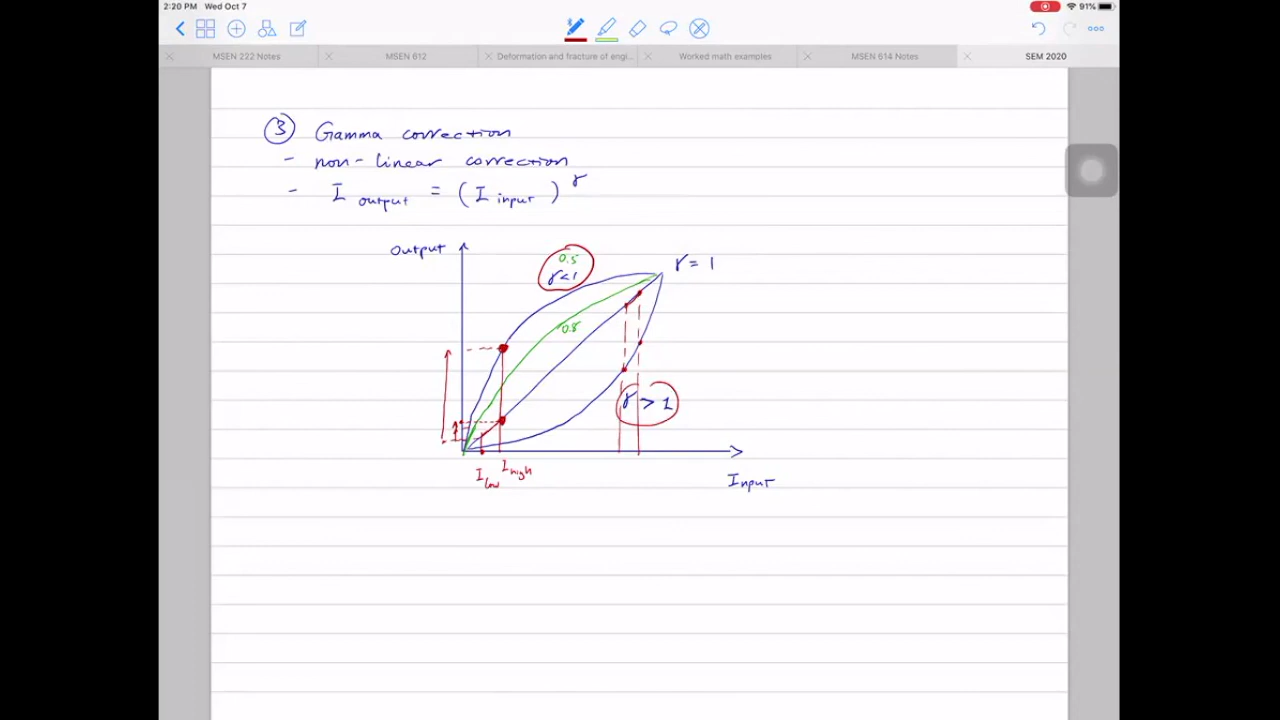 2:20 PM Wed Oct 7
91%
MSEN 222 Notes
MSEN 612
Deformation and fracture of engi...
Worked math examples
MSEN 614 Notes
SEM 2020
③ Gamma correction
- non-linear correction
- I output = (I input)^γ
Output
0.5
γ<1
γ = 1
0.8
γ > 1
I low
I high
Input